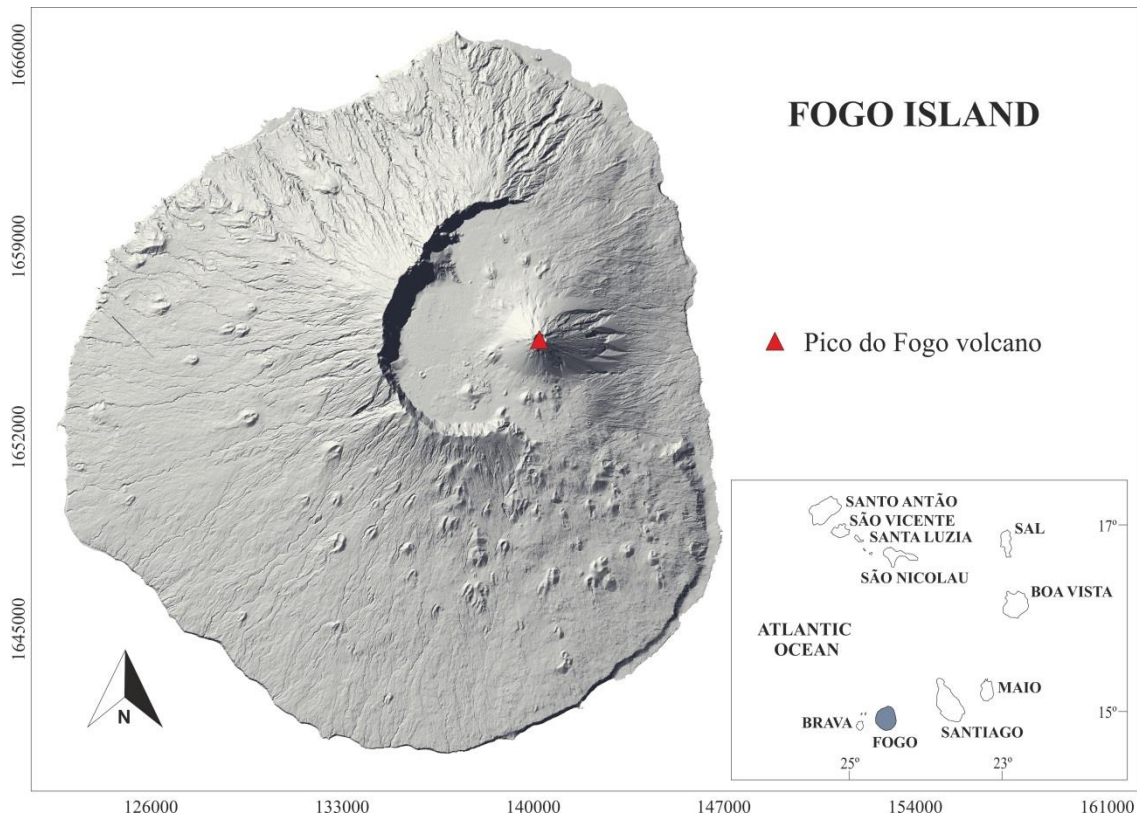 FOGO ISLAND
Pico do Fogo volcano
1666000
1659000
1652000
1645000
N
126000
133000
140000
147000
154000
161000
SANTO ANTÃO
SÃO VICENTE
SANTA LUZIA
SÃO NICOLAU
SAL
BOA VISTA
ATLANTIC
OCEAN
MAIO
SANTIAGO
BRAVA
FOGO
17º
15º
25º
23º